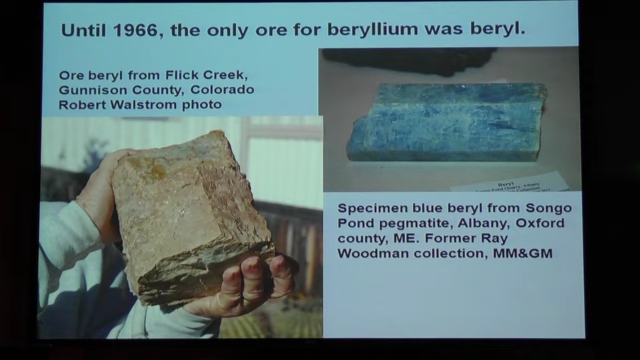 Until 1966, the only ore for beryllium was beryl.
Ore beryl from Flick Creek,
Gunnison County, Colorado
Robert Walstrom photo
Beryl
Specimen blue beryl from Songo
Pond pegmatite, Albany, Oxford
county, ME. Former Ray
Woodman collection, MM&GM